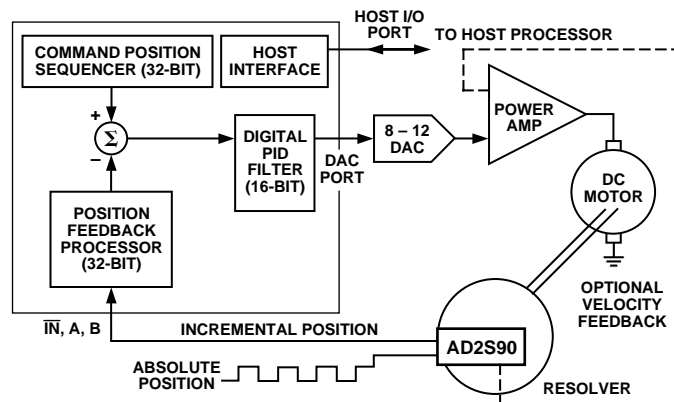 COMMAND POSITION
SEQUENCER (32-BIT)
HOST
INTERFACE
HOST I/O
PORT
TO HOST PROCESSOR
+
Σ
–
DIGITAL
PID
FILTER
(16-BIT)
DAC
PORT
8 – 12
DAC
POWER
AMP
DC
MOTOR
POSITION
FEEDBACK
PROCESSOR
(32-BIT)
OPTIONAL
VELOCITY
FEEDBACK
I̅N̅, A, B
INCREMENTAL POSITION
AD2S90
ABSOLUTE
POSITION
RESOLVER